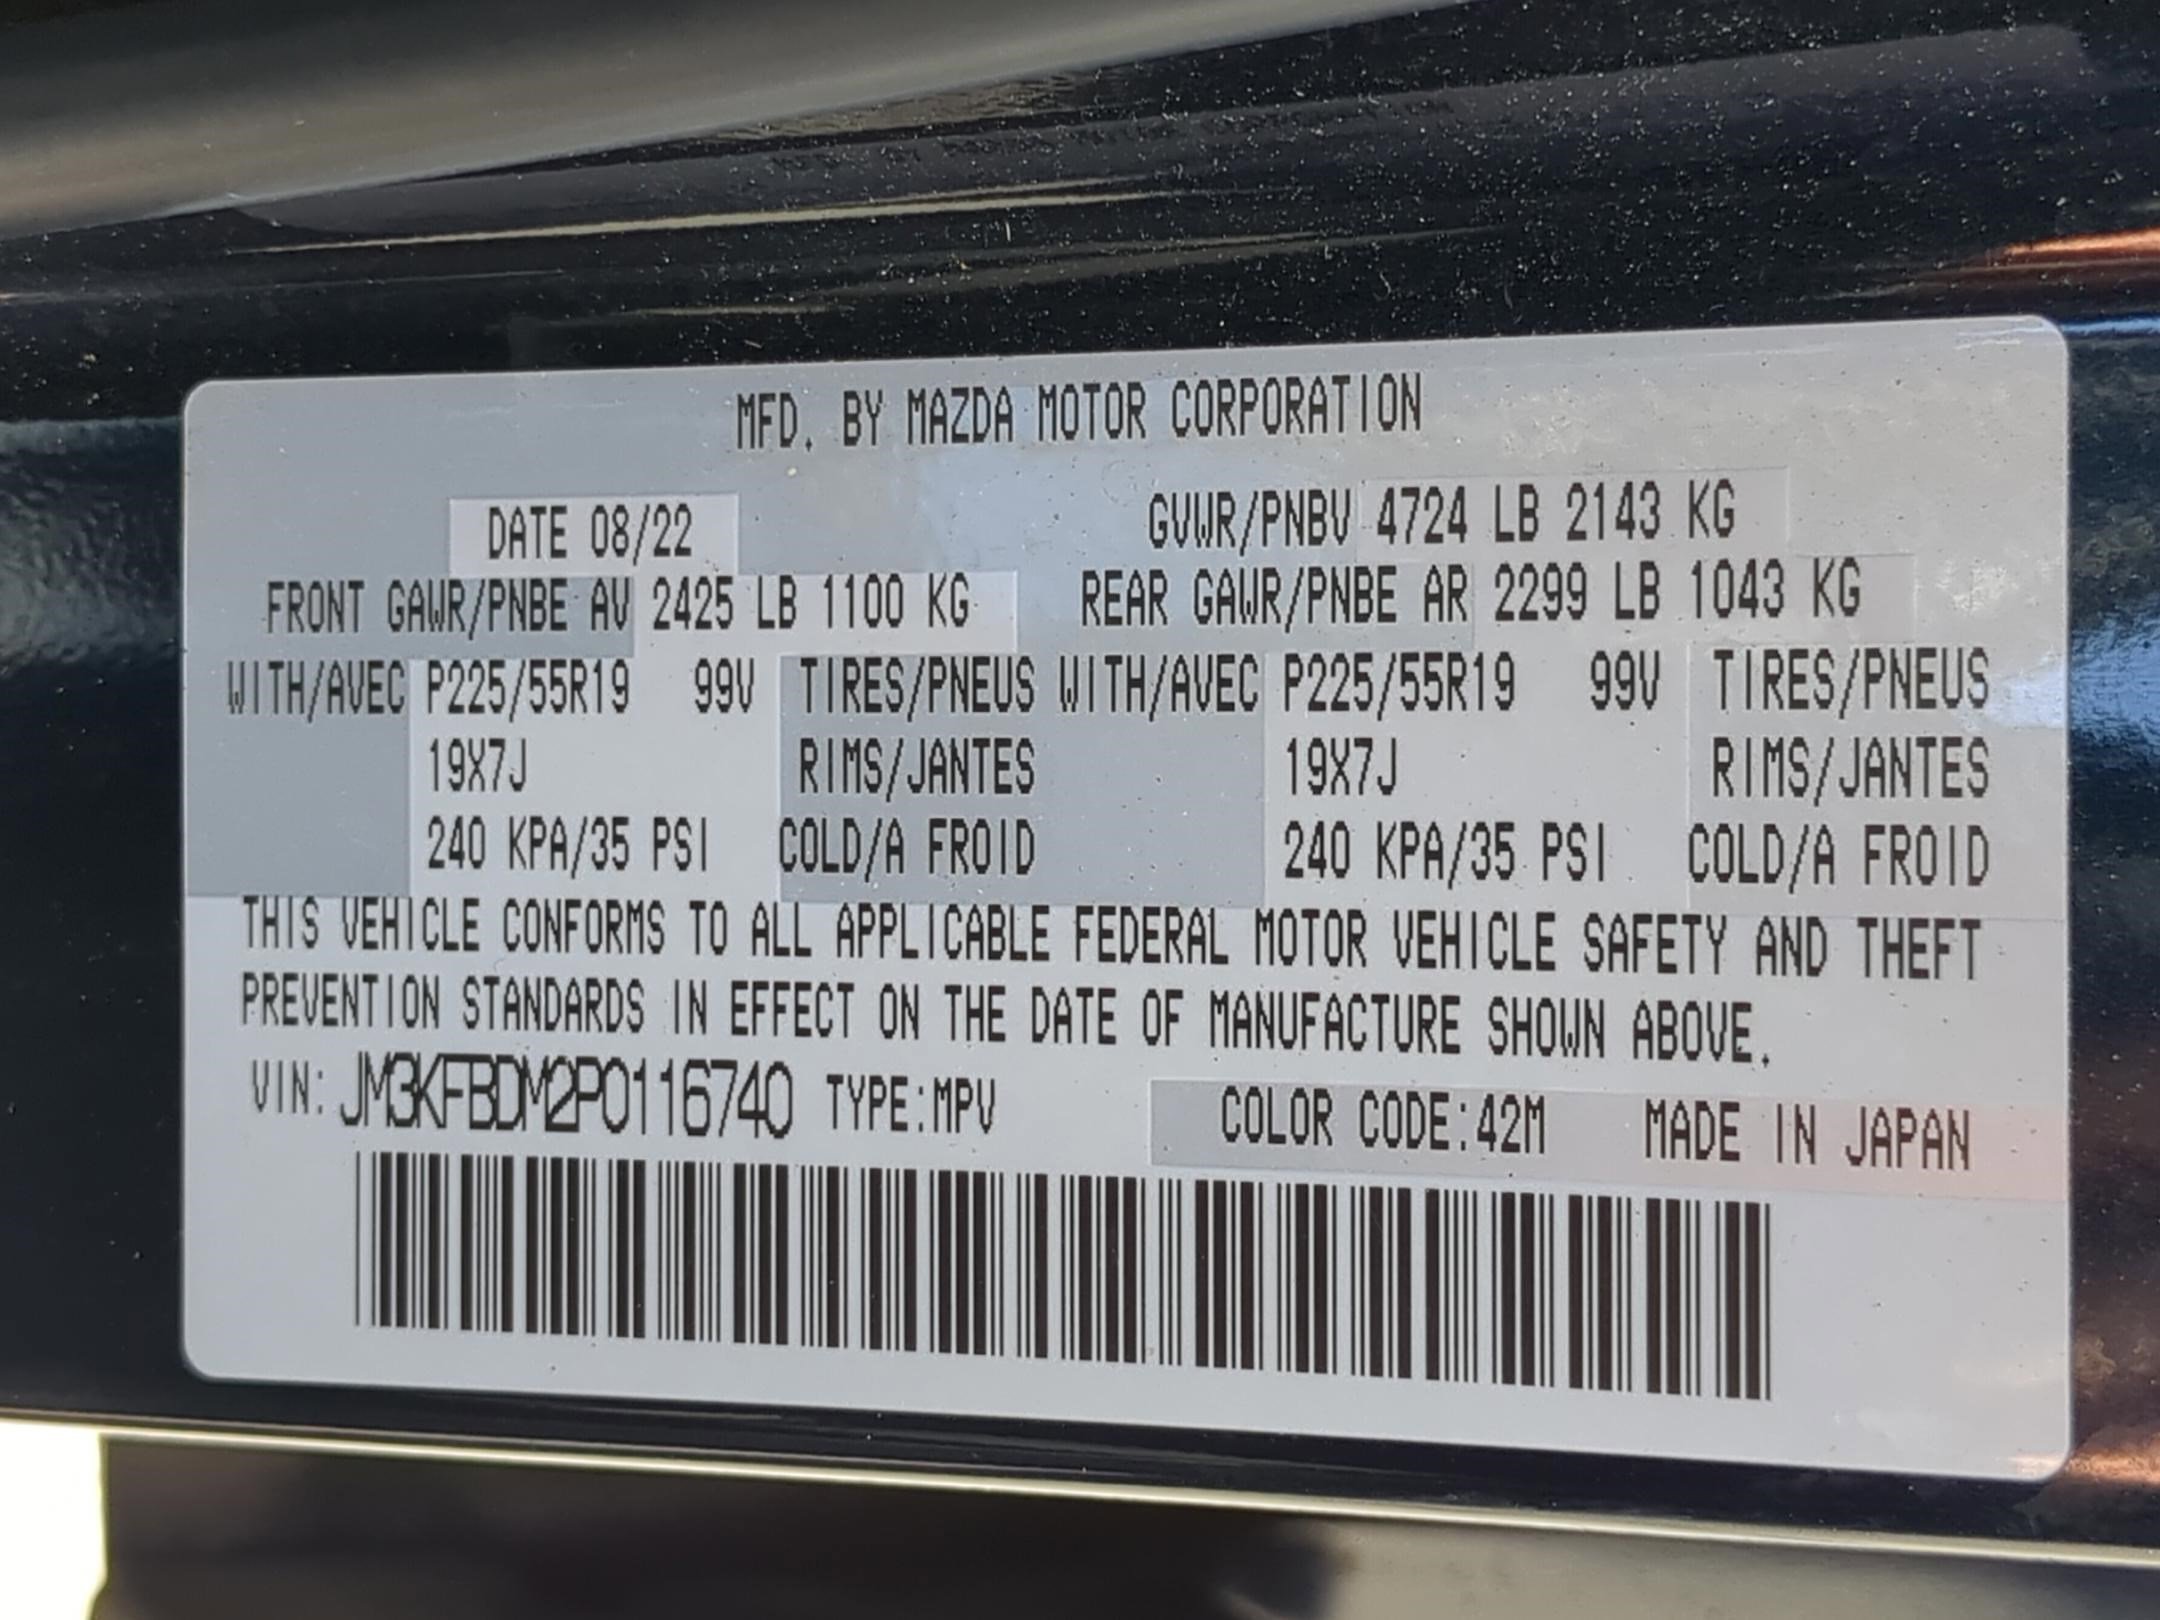 MFD. BY MAZDA MOTOR CORPORATION
DATE 08/22 GVWR/PNBV 4724 LB 2143 KG
FRONT GAWR/PNBE AV 2425 LB 1100 KG REAR GAWR/PNBE AR 2299 LB 1043 KG
WITH/AVEC P225/55R19 99V TIRES/PNEUS WITH/AVEC P225/55R19 99V TIRES/PNEUS
19X7J RIMS/JANTES 19X7J RIMS/JANTES
240 KPA/35 PSI COLD/A FROID 240 KPA/35 PSI COLD/A FROID
THIS VEHICLE CONFORMS TO ALL APPLICABLE FEDERAL MOTOR VEHICLE SAFETY AND THEFT
PREVENTION STANDARDS IN EFFECT ON THE DATE OF MANUFACTURE SHOWN ABOVE.
VIN: JM3KFBDM2P0116740 TYPE:MPV COLOR CODE:42M MADE IN JAPAN